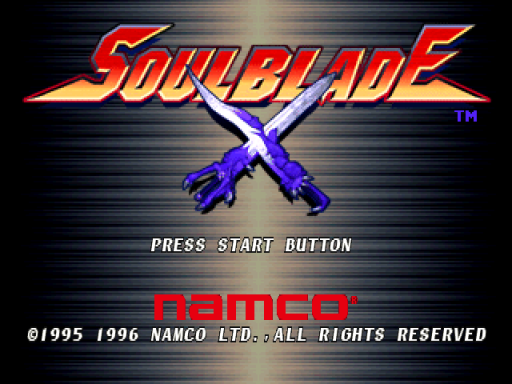 SOULBLADE
TM
PRESS START BUTTON
namco®
©1995 1996 NAMCO LTD.,ALL RIGHTS RESERVED